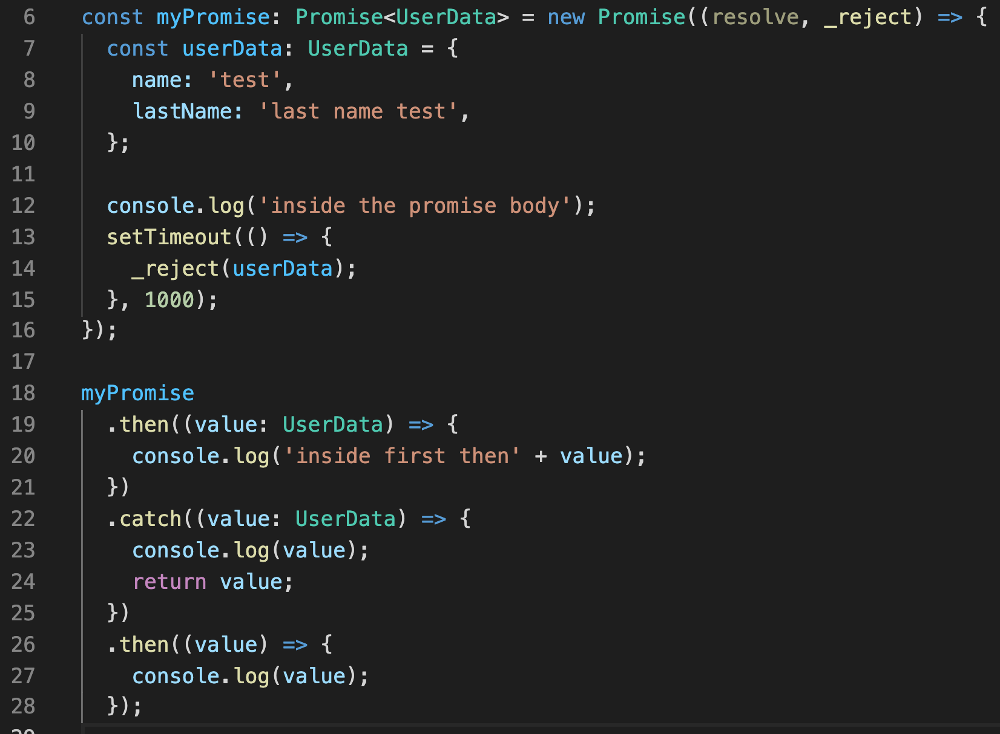 6 const myPromise: Promise<UserData> = new Promise((resolve, _reject) => {
7   const userData: UserData = {
8     name: 'test',
9     lastName: 'last name test',
10   };
11
12   console.log('inside the promise body');
13   setTimeout(() => {
14     _reject(userData);
15   }, 1000);
16 });
17
18 myPromise
19   .then((value: UserData) => {
20     console.log('inside first then' + value);
21   })
22   .catch((value: UserData) => {
23     console.log(value);
24     return value;
25   })
26   .then((value) => {
27     console.log(value);
28   });